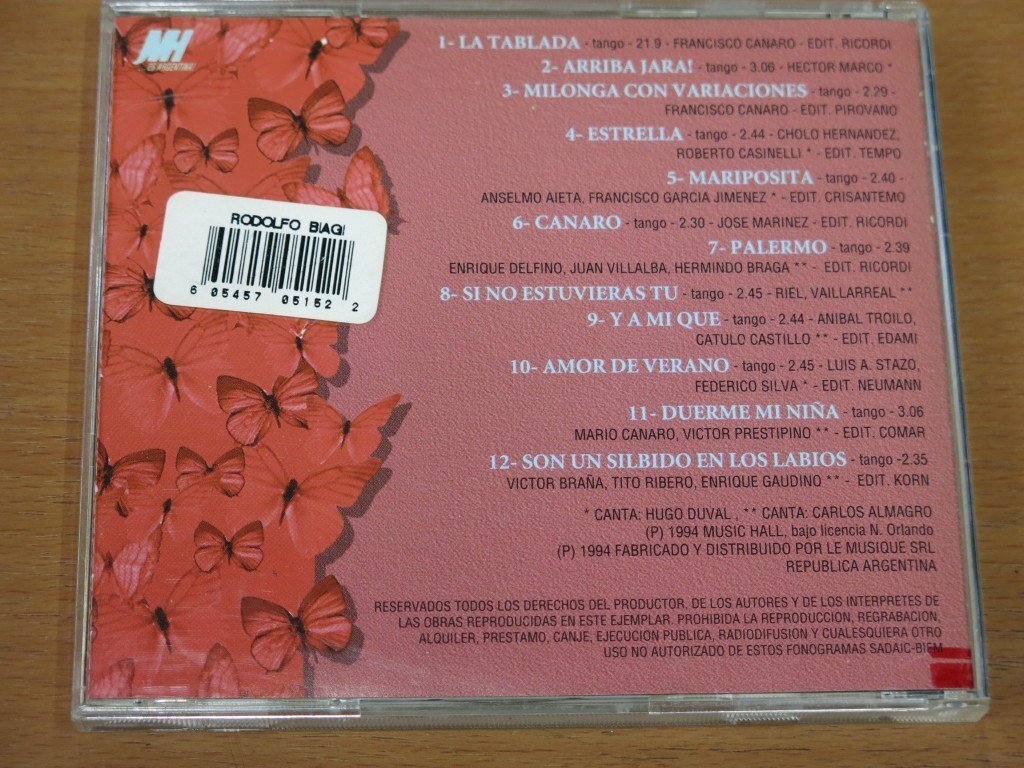 MH
ES ARGENTINA!
1- LA TABLADA - tango - 21.9 - FRANCISCO CANARO - EDIT. RICORDI
2- ARRIBA JARA! - tango - 3.06 - HECTOR MARCO *
3- MILONGA CON VARIACIONES - tango - 2.29 -
FRANCISCO CANARO - EDIT. PIROVANO
4- ESTRELLA - tango - 2.44 - CHOLO HERNANDEZ,
ROBERTO CASINELLI * - EDIT. TEMPO
5- MARIPOSITA - tango - 2.40 -
ANSELMO AIETA, FRANCISCO GARCIA JIMENEZ * - EDIT. CRISANTEMO
6- CANARO - tango - 2.30 - JOSE MARINEZ - EDIT. RICORDI
7- PALERMO - tango - 2.39
ENRIQUE DELFINO, JUAN VILLALBA, HERMINDO BRAGA ** - EDIT. RICORDI
8- SI NO ESTUVIERAS TU - tango - 2.45 - RIEL, VAILLARREAL **
9- Y A MI QUE - tango - 2.44 - ANIBAL TROILO,
CATULO CASTILLO ** - EDIT. EDAMI
10- AMOR DE VERANO - tango - 2.45 - LUIS A. STAZO,
FEDERICO SILVA * - EDIT. NEUMANN
11- DUERME MI NIÑA - tango - 3.06
MARIO CANARO, VICTOR PRESTIPINO ** - EDIT. COMAR
12- SON UN SILBIDO EN LOS LABIOS - tango -2.35
VICTOR BRAÑA, TITO RIBERO, ENRIQUE GAUDINO ** - EDIT. KORN
* CANTA: HUGO DUVAL , ** CANTA: CARLOS ALMAGRO
(P) 1994 MUSIC HALL, bajo licencia N. Orlando
(P) 1994 FABRICADO Y DISTRIBUIDO POR LE MUSIQUE SRL
REPUBLICA ARGENTINA
RESERVADOS TODOS LOS DERECHOS DEL PRODUCTOR, DE LOS AUTORES Y DE LOS INTERPRETES DE
LAS OBRAS REPRODUCIDAS EN ESTE EJEMPLAR. PROHIBIDA LA REPRODUCCION, REGRABACION,
ALQUILER, PRESTAMO, CANJE, EJECUCION PUBLICA, RADIODIFUSION Y CUALESQUIERA OTRO
USO NO AUTORIZADO DE ESTOS FONOGRAMAS SADAIC-BIEM
RODOLFO BIAGI
6 05457 05152 2